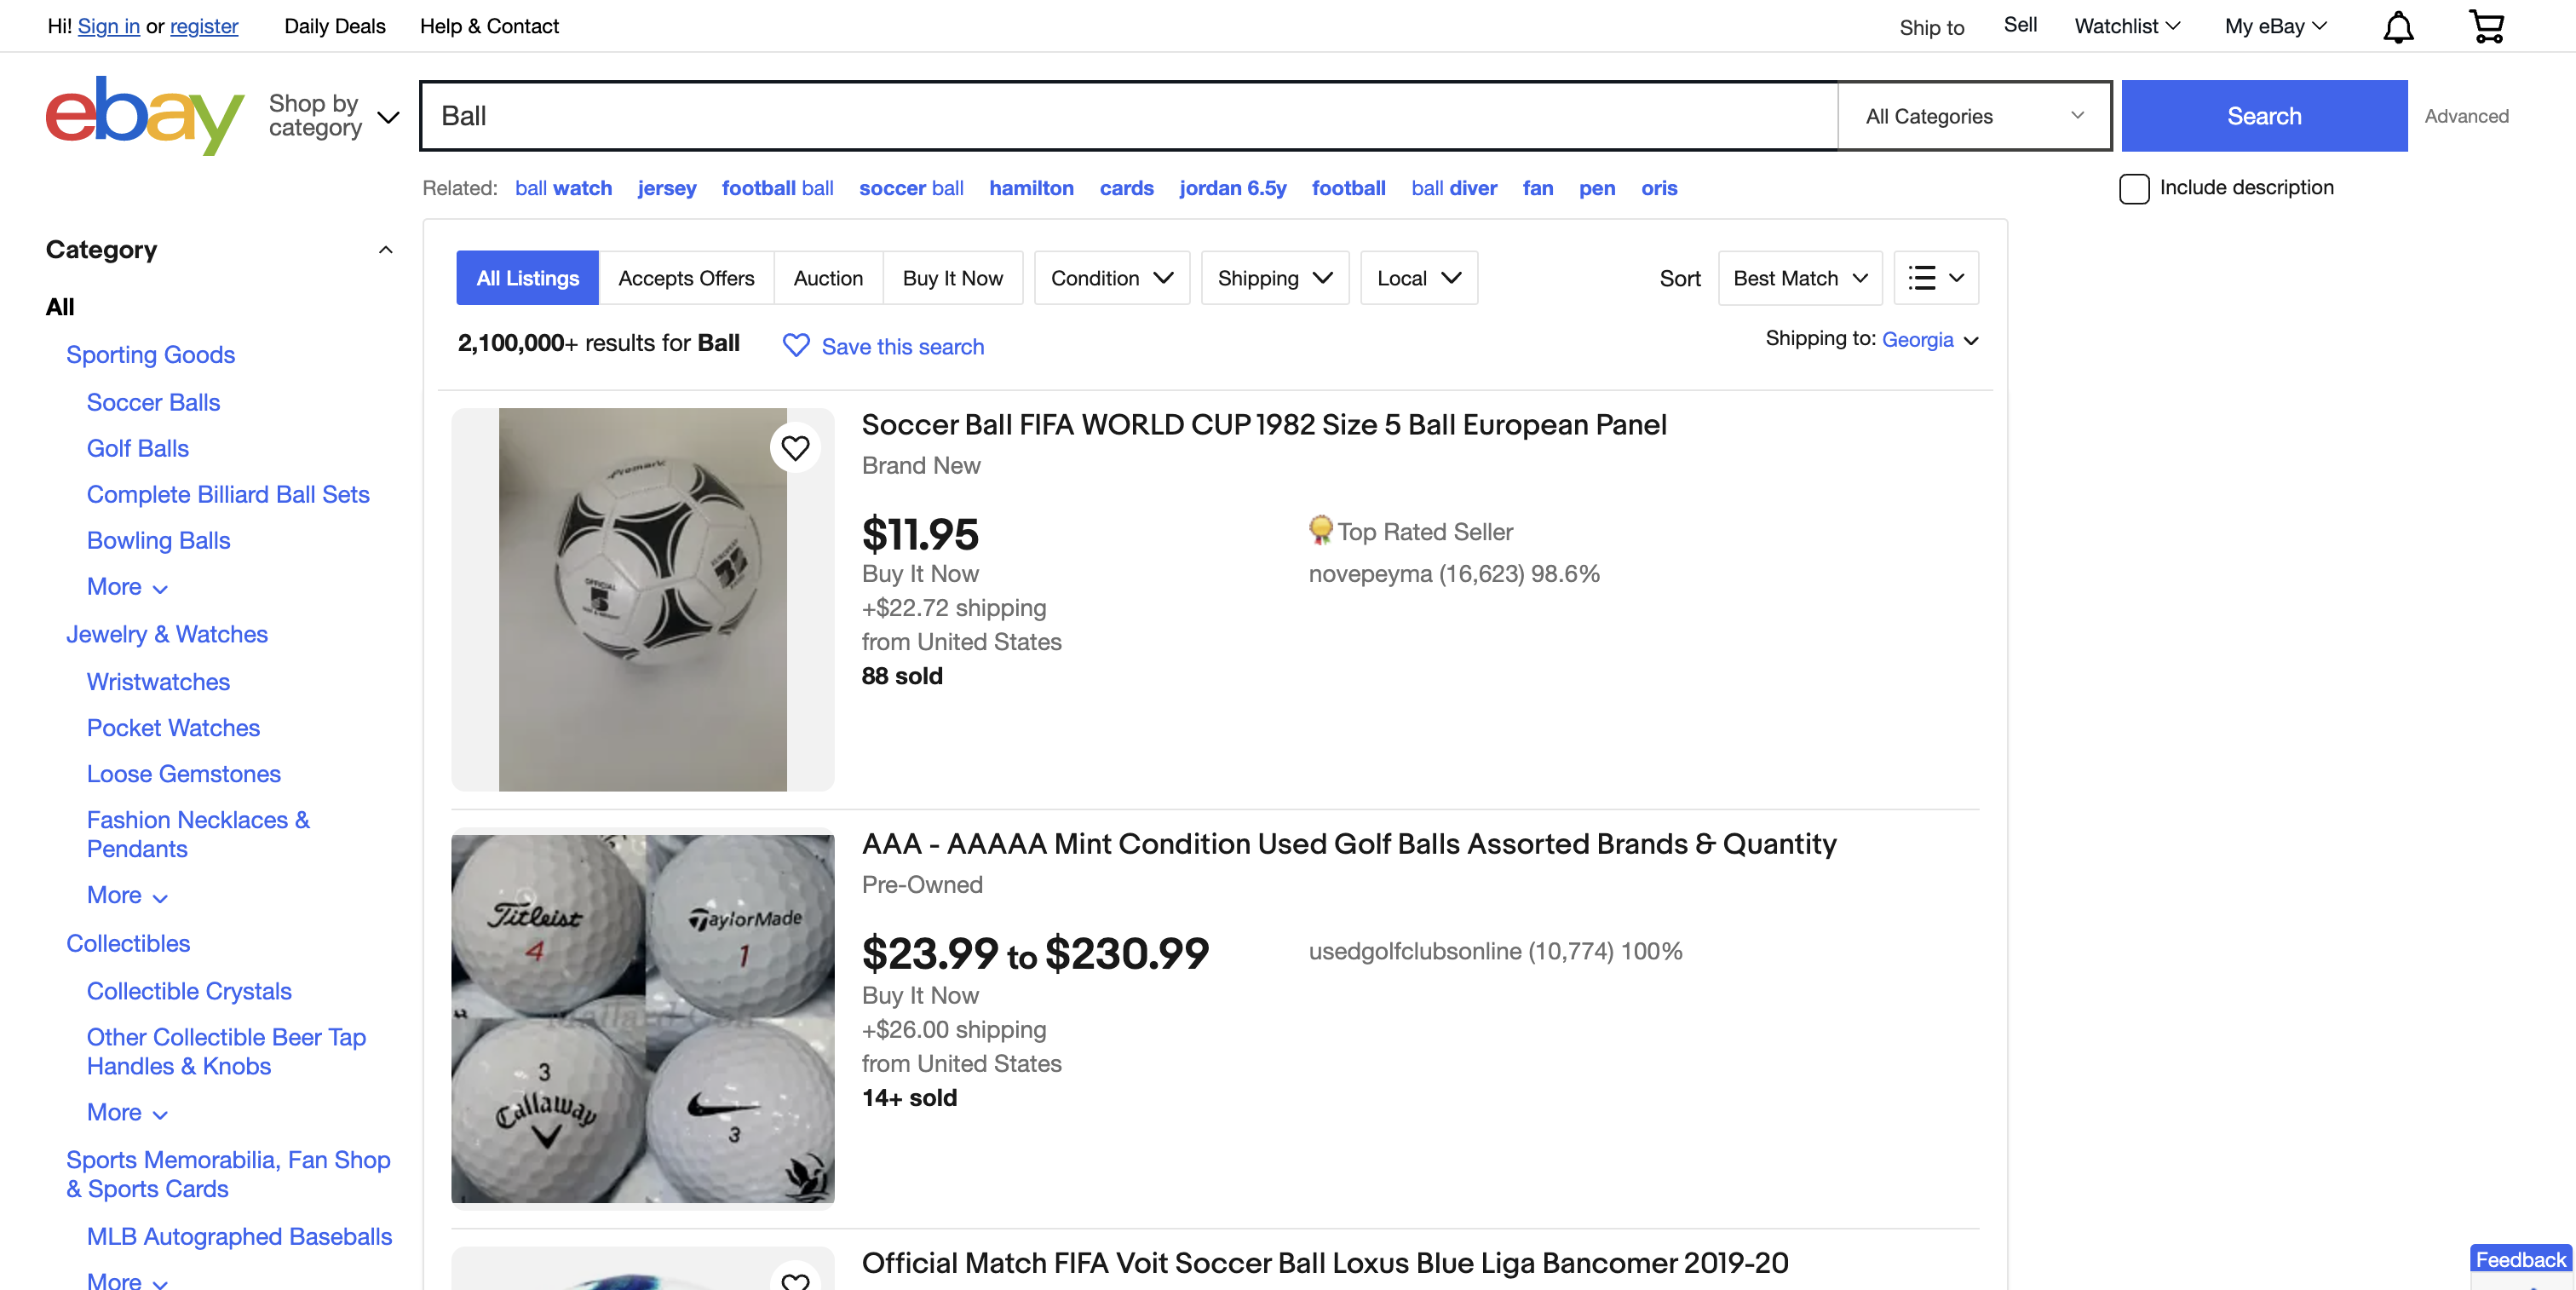 Hi! Sign in or register Daily Deals Help & Contact Ship to Sell Watchlist My eBay
ebay
Shop by
category
Ball All Categories Search Advanced
Related: ball watch jersey football ball soccer ball hamilton cards jordan 6.5y football ball diver fan pen oris Include description
Category
All
Sporting Goods
Soccer Balls
Golf Balls
Complete Billiard Ball Sets
Bowling Balls
More
Jewelry & Watches
Wristwatches
Pocket Watches
Loose Gemstones
Fashion Necklaces &
Pendants
More
Collectibles
Collectible Crystals
Other Collectible Beer Tap
Handles & Knobs
More
Sports Memorabilia, Fan Shop
& Sports Cards
MLB Autographed Baseballs
More
All Listings Accepts Offers Auction Buy It Now Condition Shipping Local Sort Best Match
2,100,000+ results for Ball Save this search Shipping to: Georgia
Promark
OFFICIAL
5
Soccer Ball FIFA WORLD CUP 1982 Size 5 Ball European Panel
Brand New
$11.95
Buy It Now
+$22.72 shipping
from United States
88 sold
Top Rated Seller
novepeyma (16,623) 98.6%
Titleist
4
TaylorMade
1
3
Callaway
3
AAA - AAAAA Mint Condition Used Golf Balls Assorted Brands & Quantity
Pre-Owned
$23.99 to $230.99
Buy It Now
+$26.00 shipping
from United States
14+ sold
usedgolfclubsonline (10,774) 100%
Official Match FIFA Voit Soccer Ball Loxus Blue Liga Bancomer 2019-20
Feedback